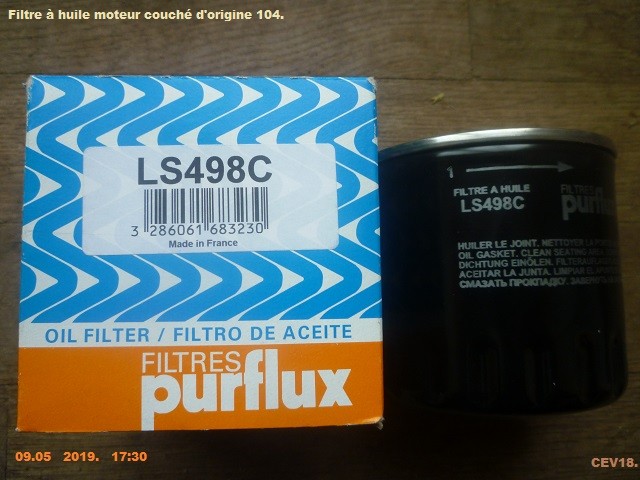 Filtre à huile moteur couché d'origine 104.
LS498C
3 286061 683230
Made in France
OIL FILTER / FILTRO DE ACEITE
FILTRES
purflux
1
FILTRE A HUILE
LS498C
FILTRES
purflux
HUILER LE JOINT. NETTOYER LA
OIL GASKET. CLEAN SEATING
DICHTUNG EINÖLEN.
ACEITAR LA JUNTA. LIMPIAR EL
СМАЗАТЬ ПРОКЛАДКУ.
09.05 2019. 17:30
CEV18.